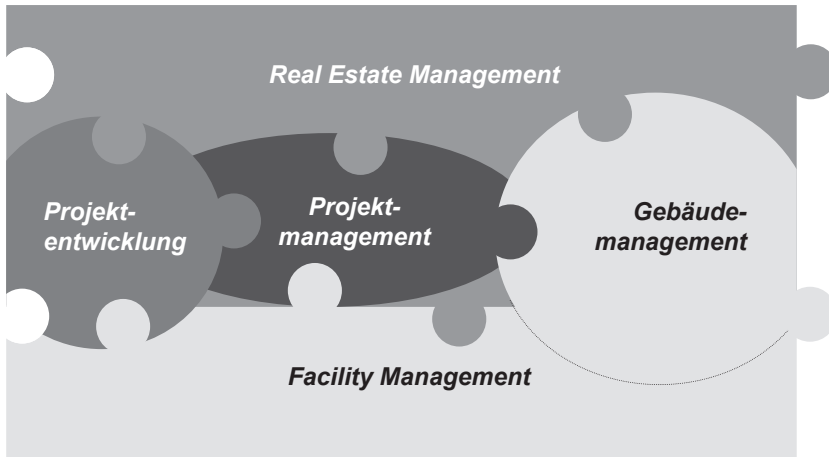 Real Estate Management
Projekt-
entwicklung
Projekt-
management
Gebäude-
management
Facility Management